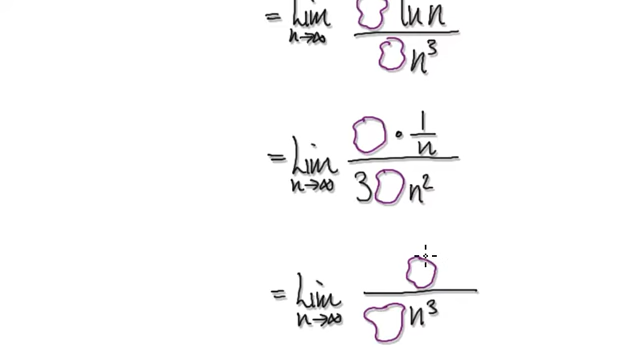 = lim n→∞ ln n / n³
= lim n→∞ · 1/n / 3 n²
= lim n→∞ / n³